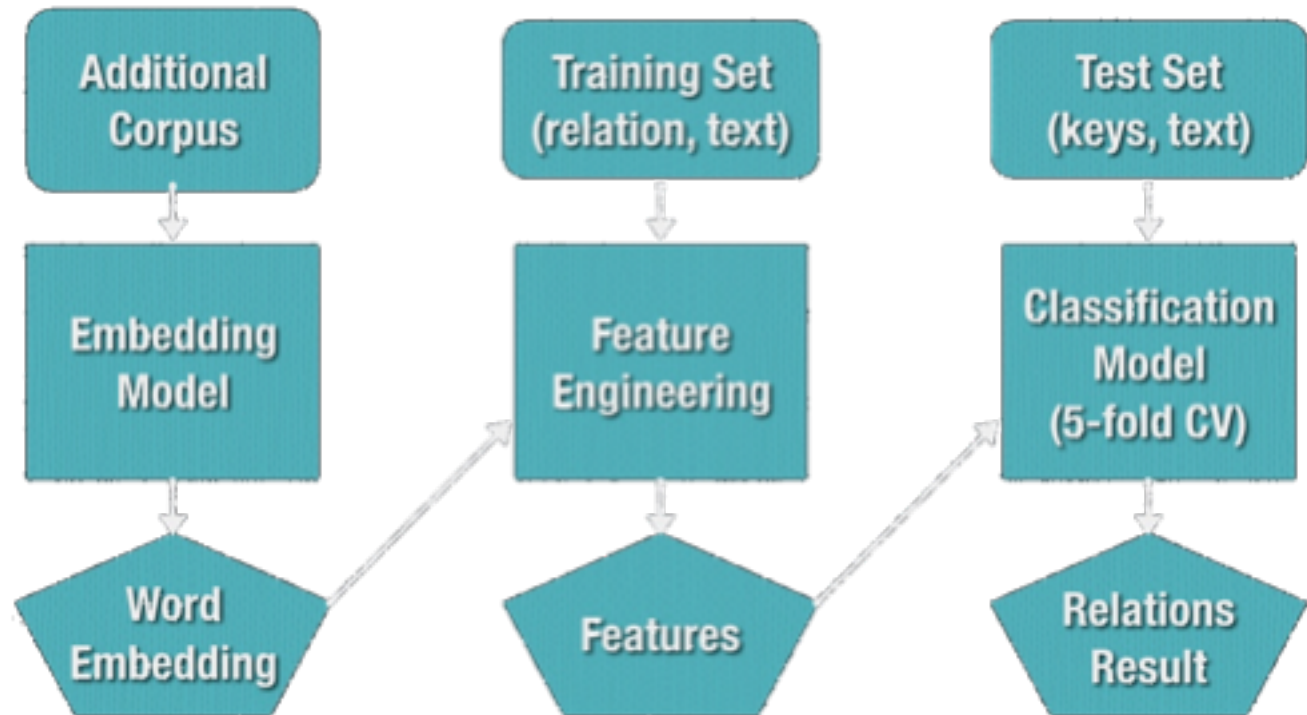 Additional
Corpus
Training Set
(relation, text)
Test Set
(keys, text)
Embedding
Model
Feature
Engineering
Classification
Model
(5-fold CV)
Word
Embedding
Features
Relations
Result